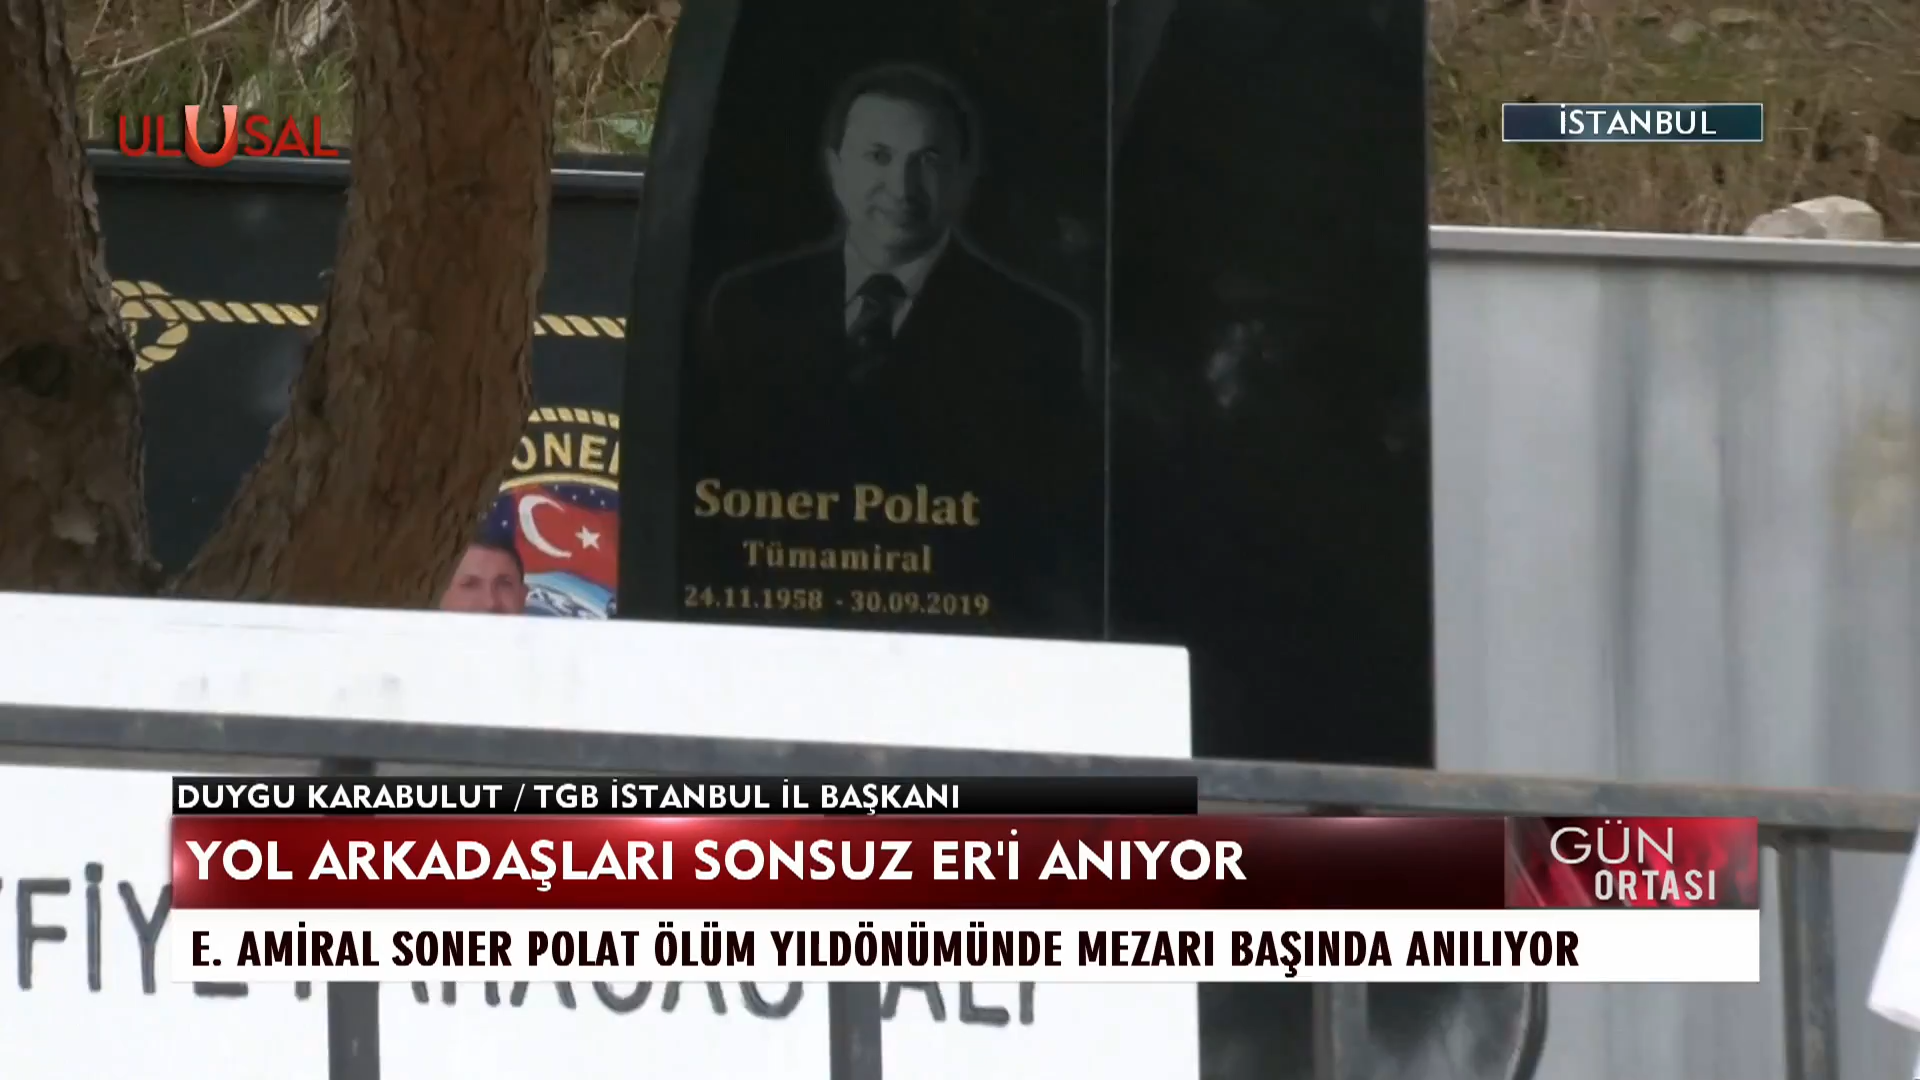 ULUSAL
İSTANBUL
ONE
Soner Polat
Tümamiral
24.11.1958 - 30.09.2019
DUYGU KARABULUT / TGB İSTANBUL İL BAŞKANI
YOL ARKADAŞLARI SONSUZ ER'İ ANIYOR
GÜN
ORTASI
E. AMİRAL SONER POLAT ÖLÜM YILDÖNÜMÜNDE MEZARI BAŞINDA ANILIYOR